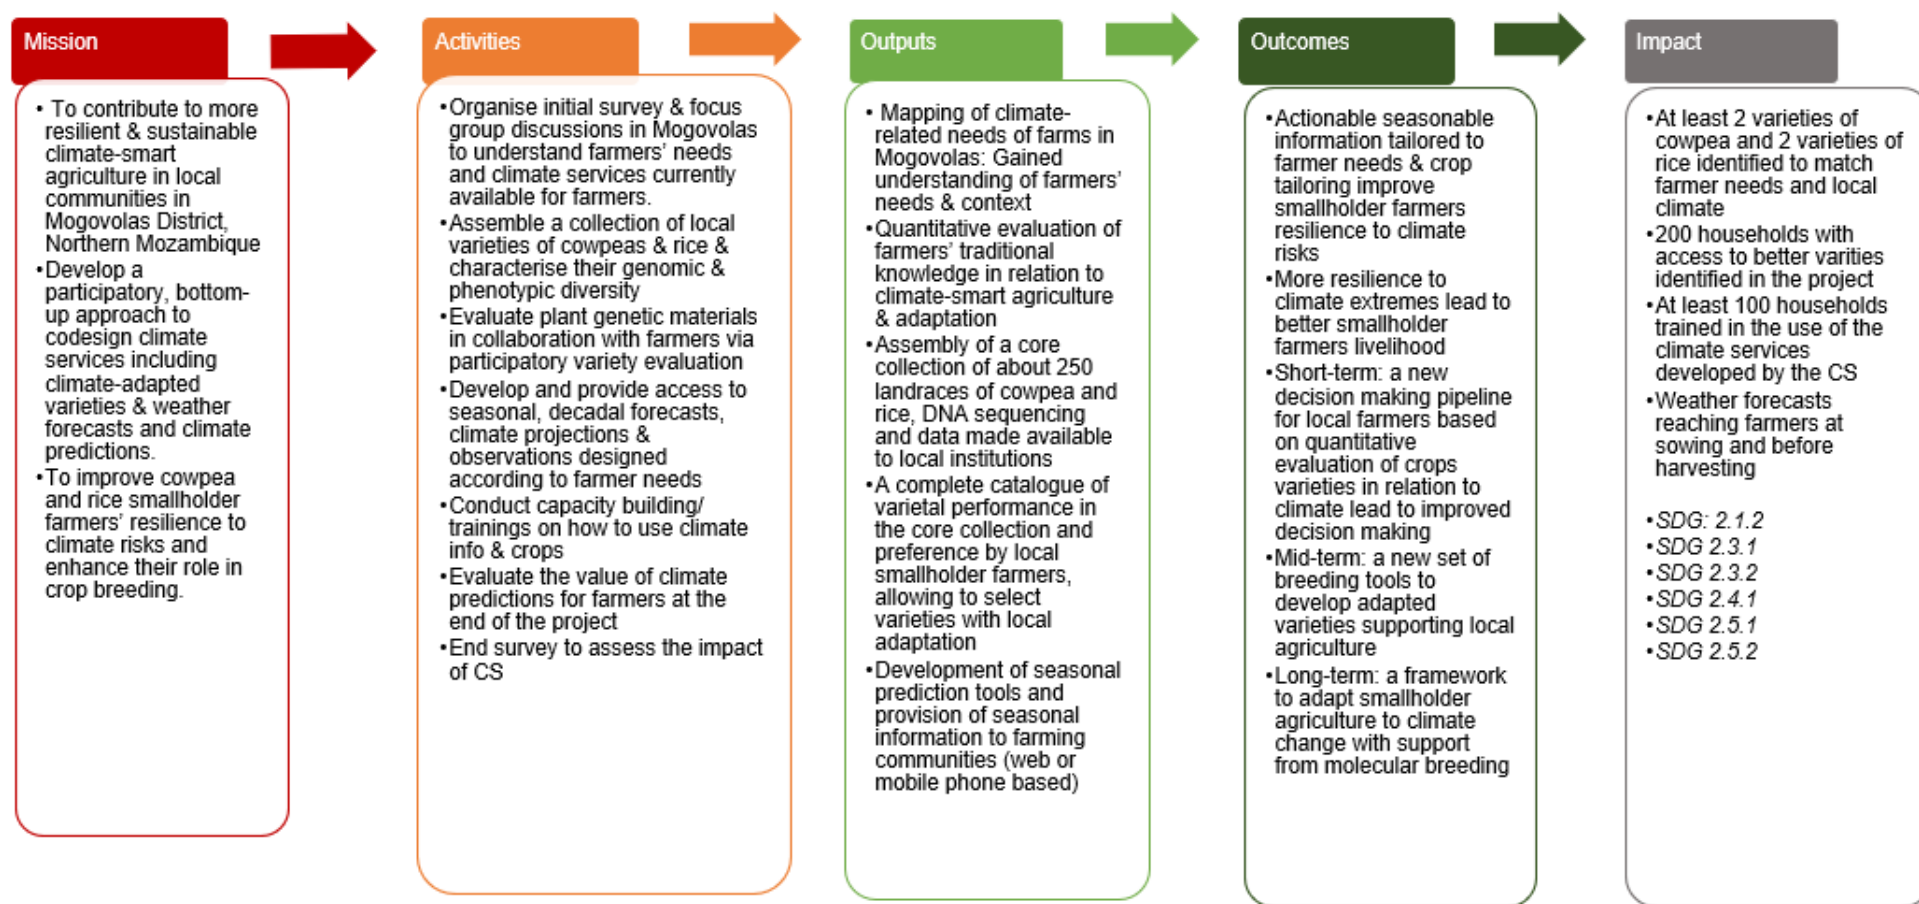 Mission
• To contribute to more
resilient & sustainable
climate-smart
agriculture in local
communities in
Mogovolas District,
Northern Mozambique
•Develop a
participatory, bottom-
up approach to
codesign climate
services including
climate-adapted
varieties & weather
forecasts and climate
predictions.
•To improve cowpea
and rice smallholder
farmers' resilience to
climate risks and
enhance their role in
crop breeding.
Activities
•Organise initial survey & focus
group discussions in Mogovolas
to understand farmers' needs
and climate services currently
available for farmers.
•Assemble a collection of local
varieties of cowpeas & rice &
characterise their genomic &
phenotypic diversity
•Evaluate plant genetic materials
in collaboration with farmers via
participatory variety evaluation
•Develop and provide access to
seasonal, decadal forecasts,
climate projections &
observations designed
according to farmer needs
•Conduct capacity building/
trainings on how to use climate
info & crops
•Evaluate the value of climate
predictions for farmers at the
end of the project
•End survey to assess the impact
of CS
Outputs
• Mapping of climate-
related needs of farms in
Mogovolas: Gained
understanding of farmers'
needs & context
•Quantitative evaluation of
farmers' traditional
knowledge in relation to
climate-smart agriculture
& adaptation
•Assembly of a core
collection of about 250
landraces of cowpea and
rice, DNA sequencing
and data made available
to local institutions
•A complete catalogue of
varietal performance in
the core collection and
preference by local
smallholder farmers,
allowing to select
varieties with local
adaptation
•Development of seasonal
prediction tools and
provision of seasonal
information to farming
communities (web or
mobile phone based)
Outcomes
•Actionable seasonable
information tailored to
farmer needs & crop
tailoring improve
smallholder farmers
resilience to climate
risks
•More resilience to
climate extremes lead to
better smallholder
farmers livelihood
•Short-term: a new
decision making pipeline
for local farmers based
on quantitative
evaluation of crops
varieties in relation to
climate lead to improved
decision making
•Mid-term: a new set of
breeding tools to
develop adapted
varieties supporting local
agriculture
•Long-term: a framework
to adapt smallholder
agriculture to climate
change with support
from molecular breeding
Impact
•At least 2 varieties of
cowpea and 2 varieties of
rice identified to match
farmer needs and local
climate
•200 households with
access to better varities
identified in the project
•At least 100 households
trained in the use of the
climate services
developed by the CS
•Weather forecasts
reaching farmers at
sowing and before
harvesting
•SDG: 2.1.2
•SDG 2.3.1
•SDG 2.3.2
•SDG 2.4.1
•SDG 2.5.1
•SDG 2.5.2